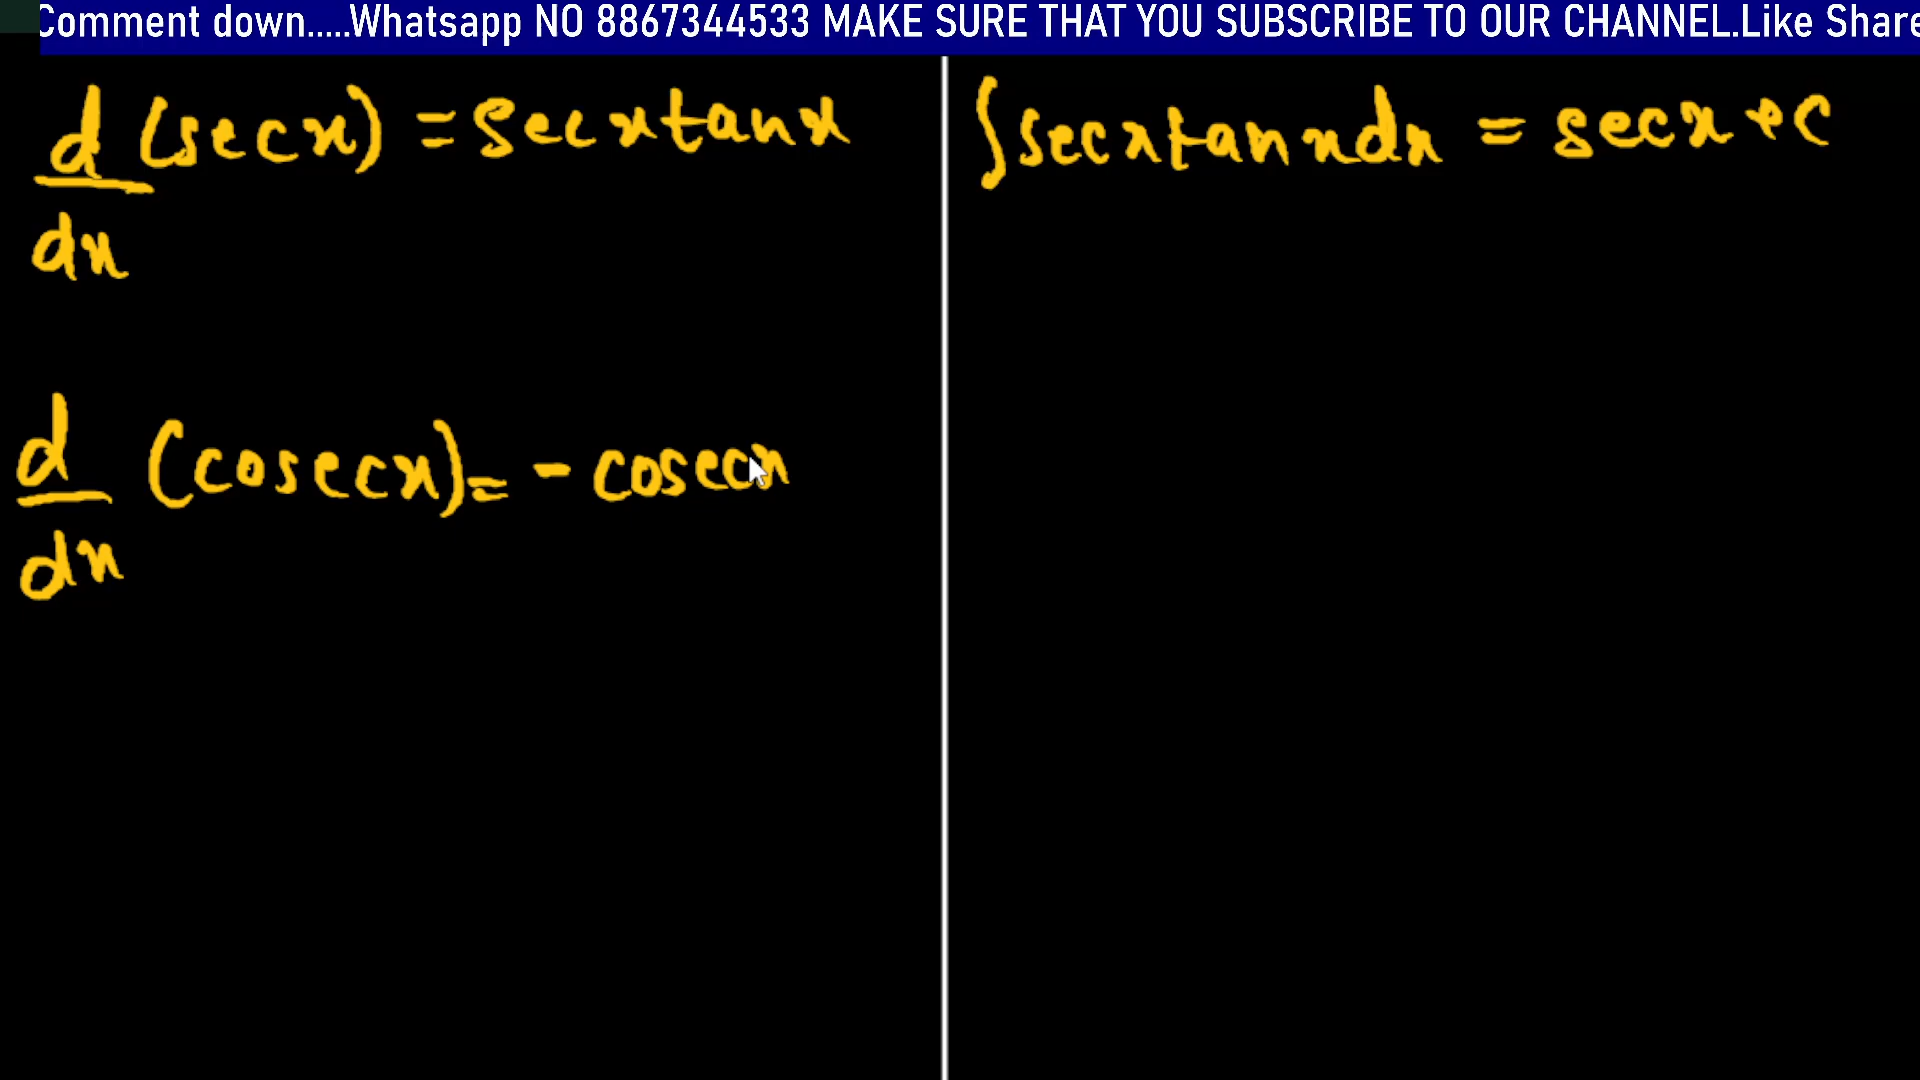 Comment down.....Whatsapp NO 8867344533 MAKE SURE THAT YOU SUBSCRIBE TO OUR CHANNEL.Like Share
d/dx (secx) = secxtanx
∫secxtanxdx = secx+c
d/dx (cosecx) = - cosecx